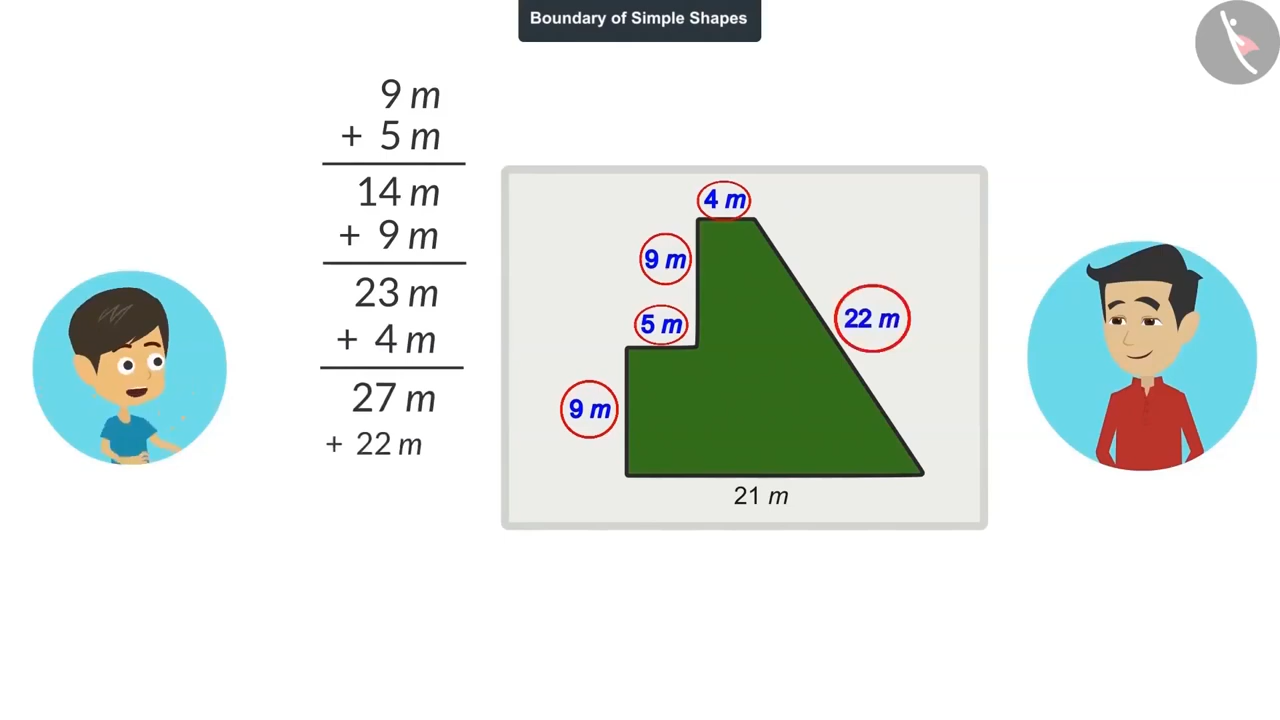 Boundary of Simple Shapes
9 m
+ 5 m
14 m
+ 9 m
23 m
+ 4 m
27 m
+ 22 m
4 m
9 m
5 m
22 m
9 m
21 m